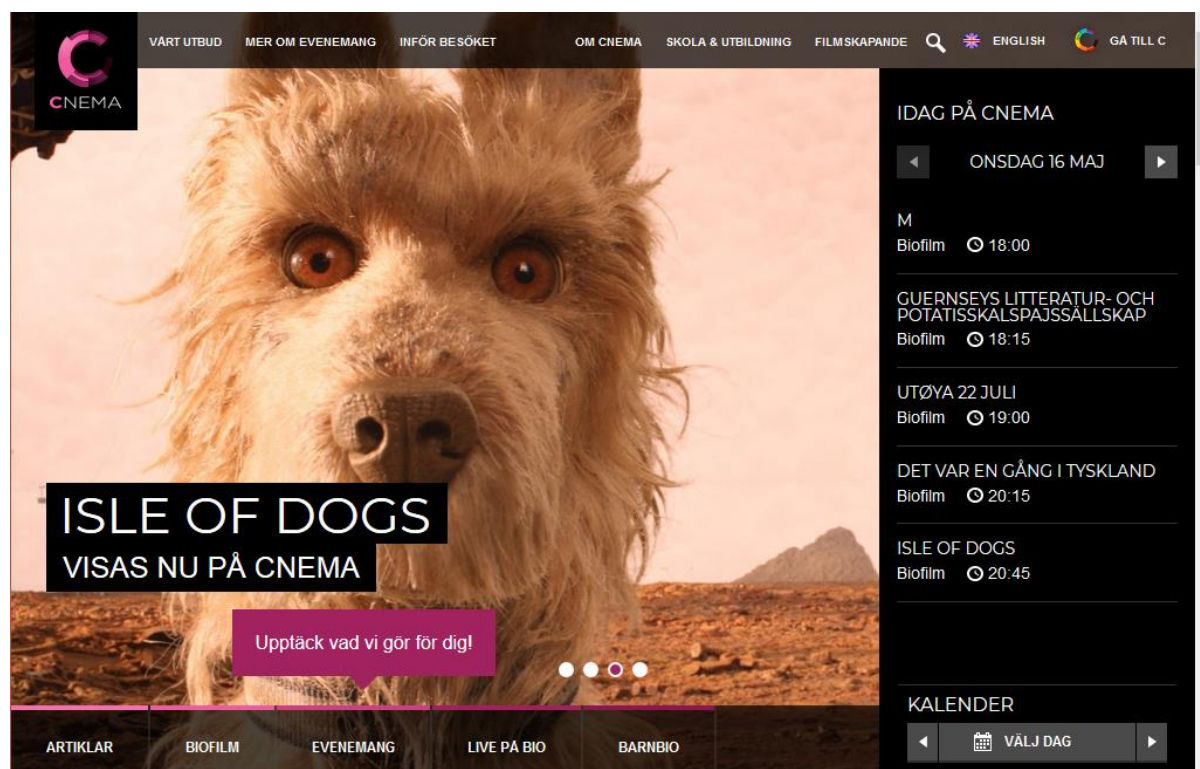 CNEMA
VÅRT UTBUD
MER OM EVENEMANG
INFÖR BESÖKET
OM CNEMA
SKOLA & UTBILDNING
FILMSKAPANDE
ENGLISH
GÅ TILL C
ISLE OF DOGS
VISAS NU PÅ CNEMA
Upptäck vad vi gör för dig!
ARTIKLAR
BIOFILM
EVENEMANG
LIVE PÅ BIO
BARNBIO
IDAG PÅ CNEMA
ONSDAG 16 MAJ
M
Biofilm 18:00
GUERNSEYS LITTERATUR- OCH
POTATISSKALSPAJSSÄLLSKAP
Biofilm 18:15
UTØYA 22 JULI
Biofilm 19:00
DET VAR EN GÅNG I TYSKLAND
Biofilm 20:15
ISLE OF DOGS
Biofilm 20:45
KALENDER
VÄLJ DAG